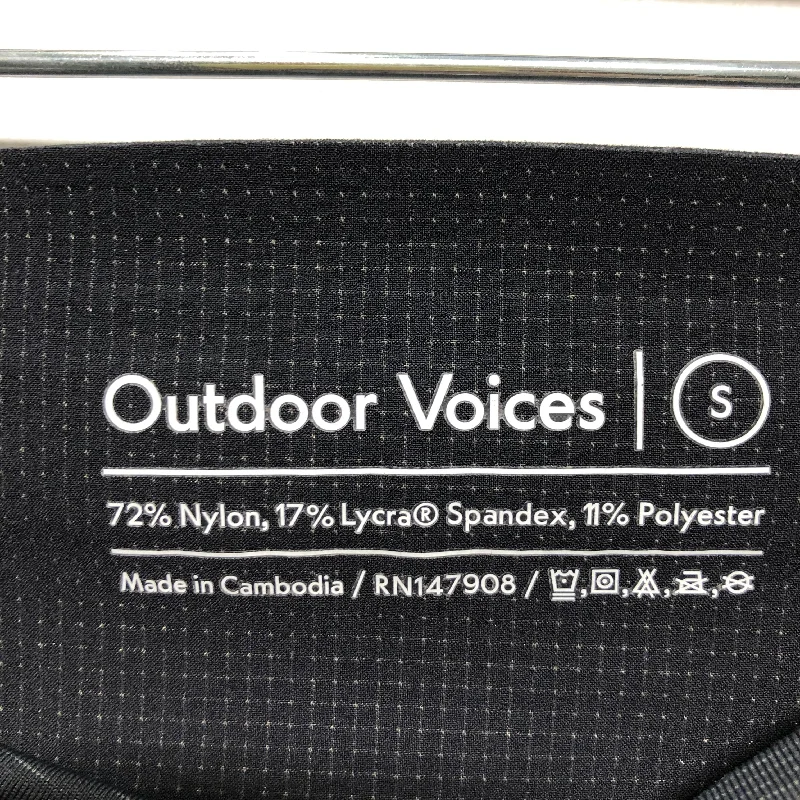 Outdoor Voices | S
72% Nylon, 17% Lycra® Spandex, 11% Polyester
Made in Cambodia / RN147908 /